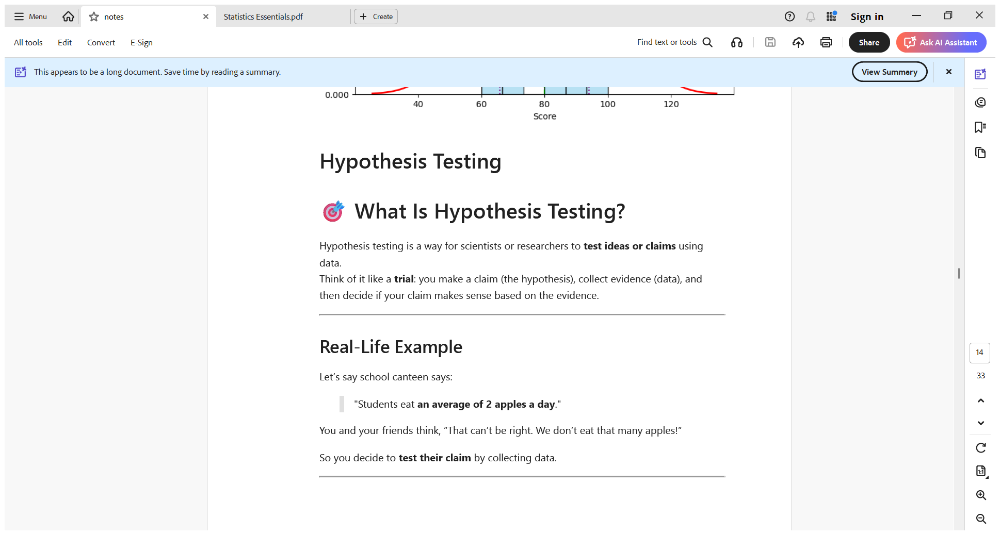 Menu
notes
Statistics Essentials.pdf
Create
Sign in
All tools
Edit
Convert
E-Sign
Find text or tools
Share
Ask AI Assistant
This appears to be a long document. Save time by reading a summary.
View Summary
0.000
40 60 80 100 120
Score
Hypothesis Testing
What Is Hypothesis Testing?
Hypothesis testing is a way for scientists or researchers to test ideas or claims using
data.
Think of it like a trial: you make a claim (the hypothesis), collect evidence (data), and
then decide if your claim makes sense based on the evidence.
Real-Life Example
Let’s say school canteen says:
"Students eat an average of 2 apples a day."
You and your friends think, “That can’t be right. We don’t eat that many apples!”
So you decide to test their claim by collecting data.
14
33
1:1